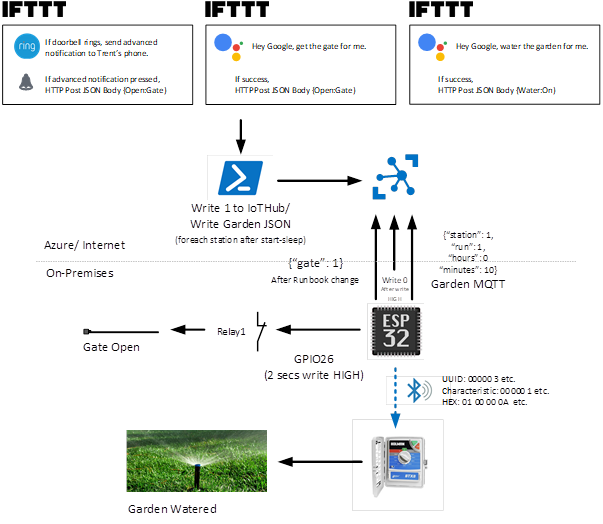 IFTTT
IFTTT
IFTTT
ring
If doorbell rings, send advanced
notification to Trent's phone.
If advanced notification pressed,
HTTP Post JSON Body {Open:Gate}
Hey Google, get the gate for me.
If success,
HTTP Post JSON Body {Open:Gate}
Hey Google, water the garden for me.
If success,
HTTP Post JSON Body {Water:On}
Write 1 to IoTHub/
Write Garden JSON
(foreach station after start-sleep)
Azure/ Internet
On-Premises
{"gate": 1}
After Runbook change
Write 0
After write
HIGH
{"station": 1,
"run": 1,
"hours": 0
"minutes": 10}
Garden MQTT
ESP
32
Relay1
Gate Open
GPIO26
(2 secs write HIGH)
UUID: 00000 3 etc.
Characteristic: 00000 1 etc.
HEX: 01 00 00 0A etc.
Garden Watered